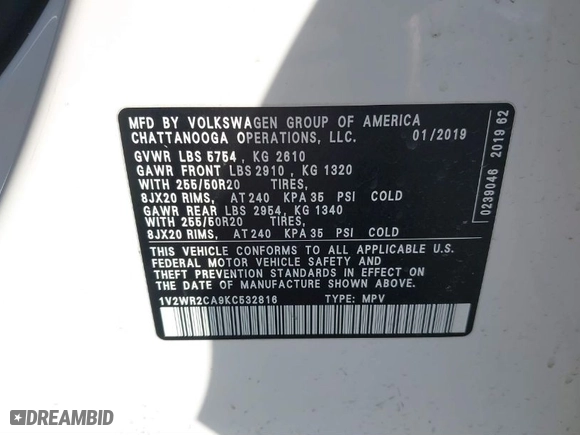 MFD BY VOLKSWAGEN GROUP OF AMERICA
CHATTANOOGA OPERATIONS, LLC. 01/2019
GVWR LBS 5754 , KG 2610
GAWR FRONT LBS 2910 , KG 1320
WITH 255/50R20 TIRES,
8JX20 RIMS, AT 240 KPA 35 PSI COLD
GAWR REAR LBS 2954, KG 1340
WITH 255/50R20 TIRES,
8JX20 RIMS, AT 240 KPA 35 PSI COLD
THIS VEHICLE CONFORMS TO ALL APPLICABLE U.S.
FEDERAL MOTOR VEHICLE SAFETY AND
THEFT PREVENTION STANDARDS IN EFFECT ON
THE DATE OF MANUFACTURE SHOWN ABOVE
1V2WR2CA9KC532816 TYPE: MPV
0239046 2019 62
DREAMBID